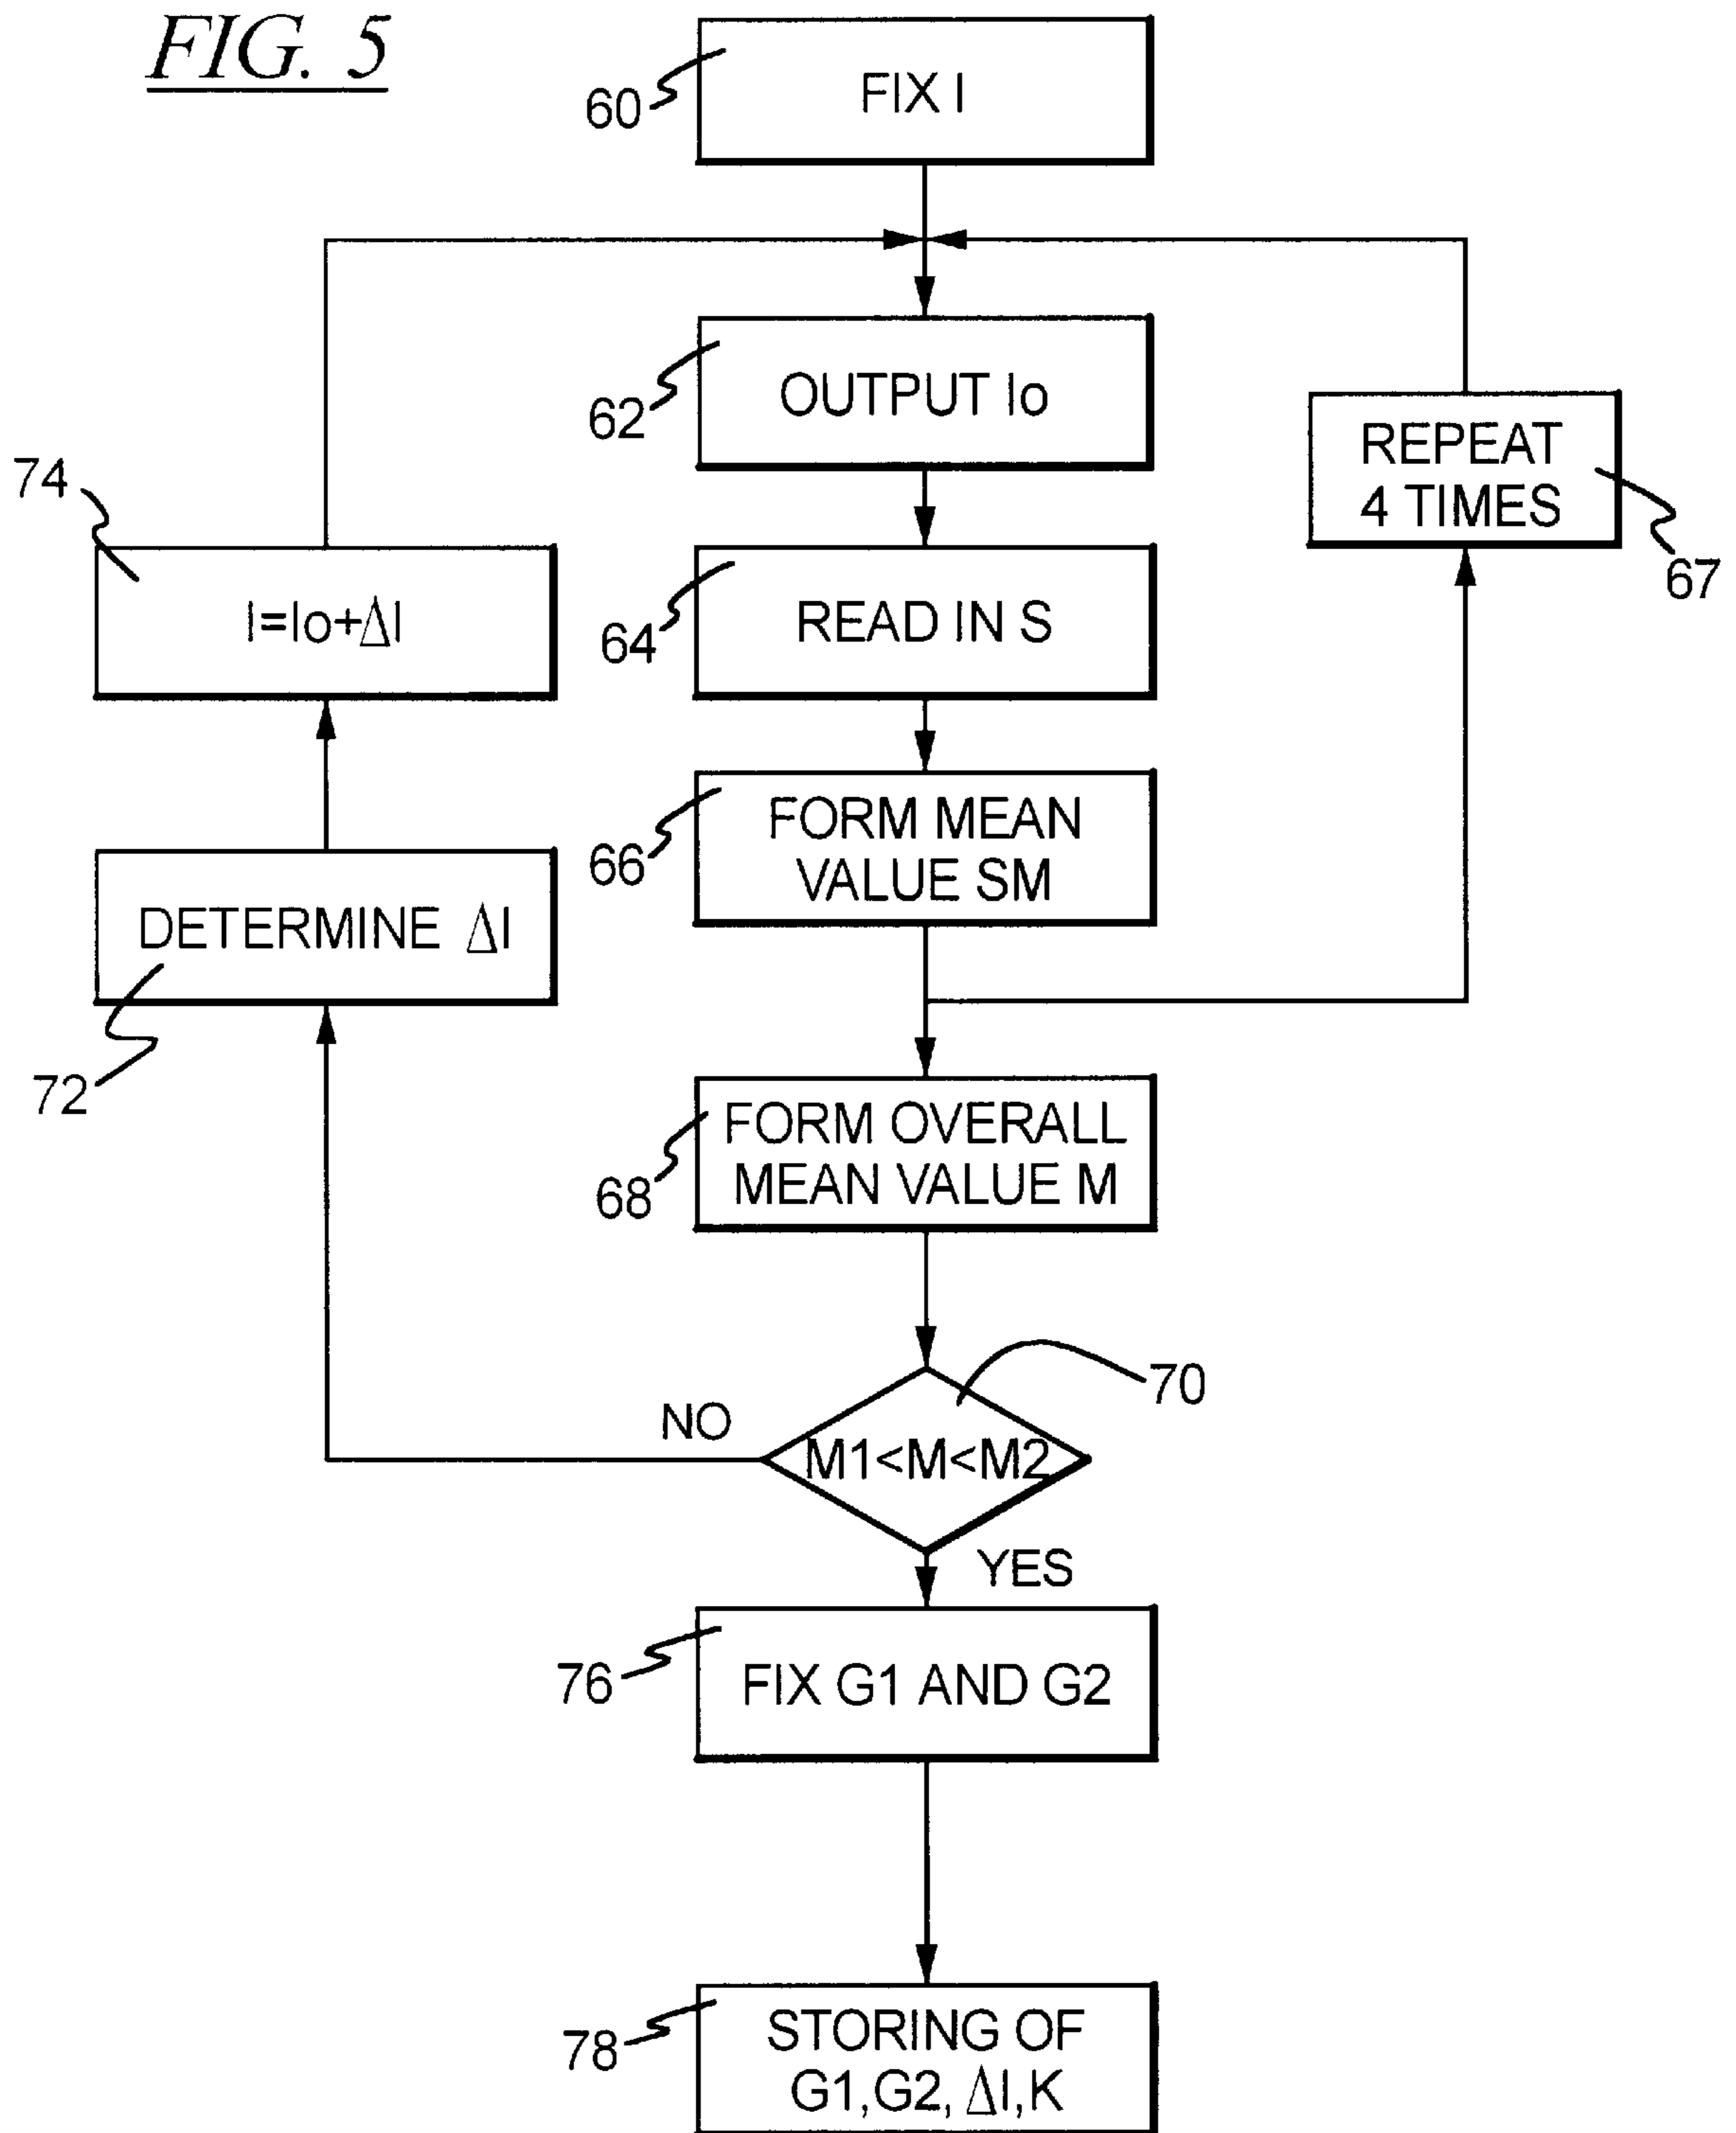 FIG. 5
60
FIX I
62
OUTPUT Io
REPEAT
4 TIMES
67
74
I=Io+ΔI
64
READ IN S
66
FORM MEAN
VALUE SM
DETERMINE ΔI
72
68
FORM OVERALL
MEAN VALUE M
70
NO
M1<M<M2
YES
76
FIX G1 AND G2
78
STORING OF
G1,G2, ΔI,K